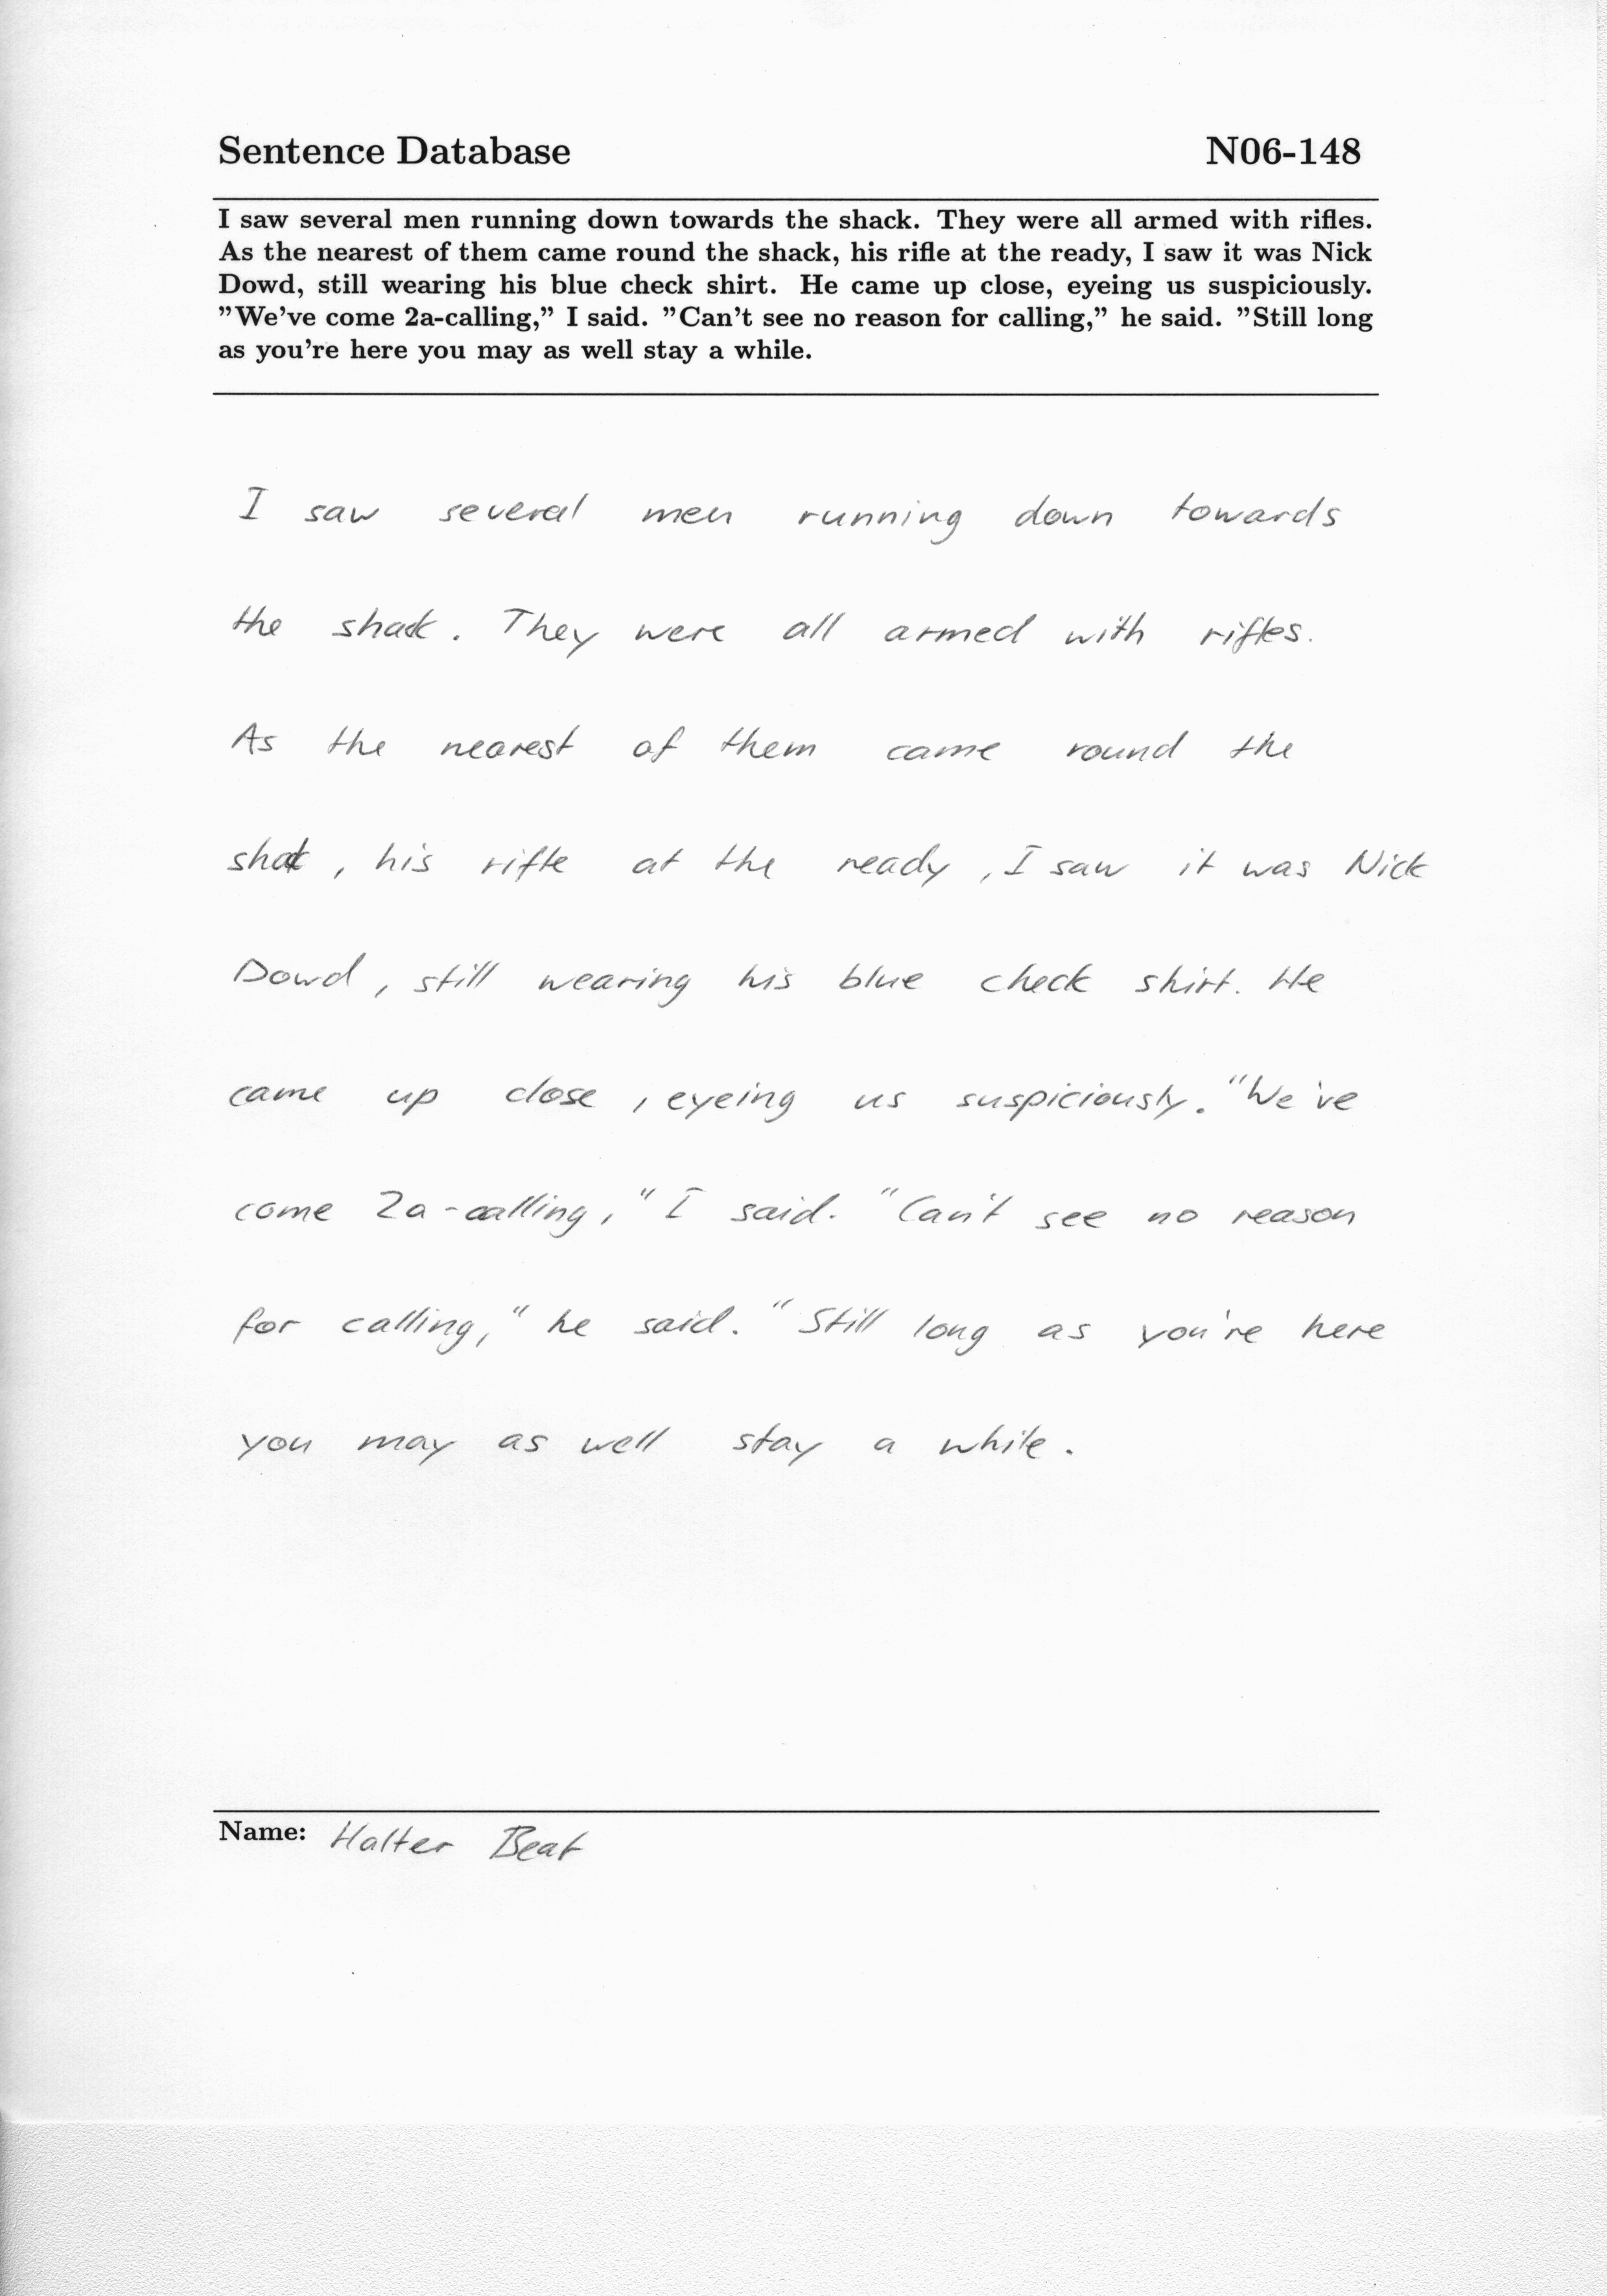 Sentence Database N06-148
I saw several men running down towards the shack. They were all armed with rifles.
As the nearest of them came round the shack, his rifle at the ready, I saw it was Nick
Dowd, still wearing his blue check shirt. He came up close, eyeing us suspiciously.
”We’ve come 2a-calling,” I said. ”Can’t see no reason for calling,” he said. ”Still long
as you’re here you may as well stay a while.
I saw several men running down towards
the shack. They were all armed with rifles.
As the nearest of them came round the
shack, his rifle at the ready, I saw it was Nick
Dowd, still wearing his blue check shirt. He
came up close, eyeing us suspiciously. "We've
come 2a-calling," I said. "Can't see no reason
for calling," he said. "Still long as you're here
you may as well stay a while.
Name: Halter Beat